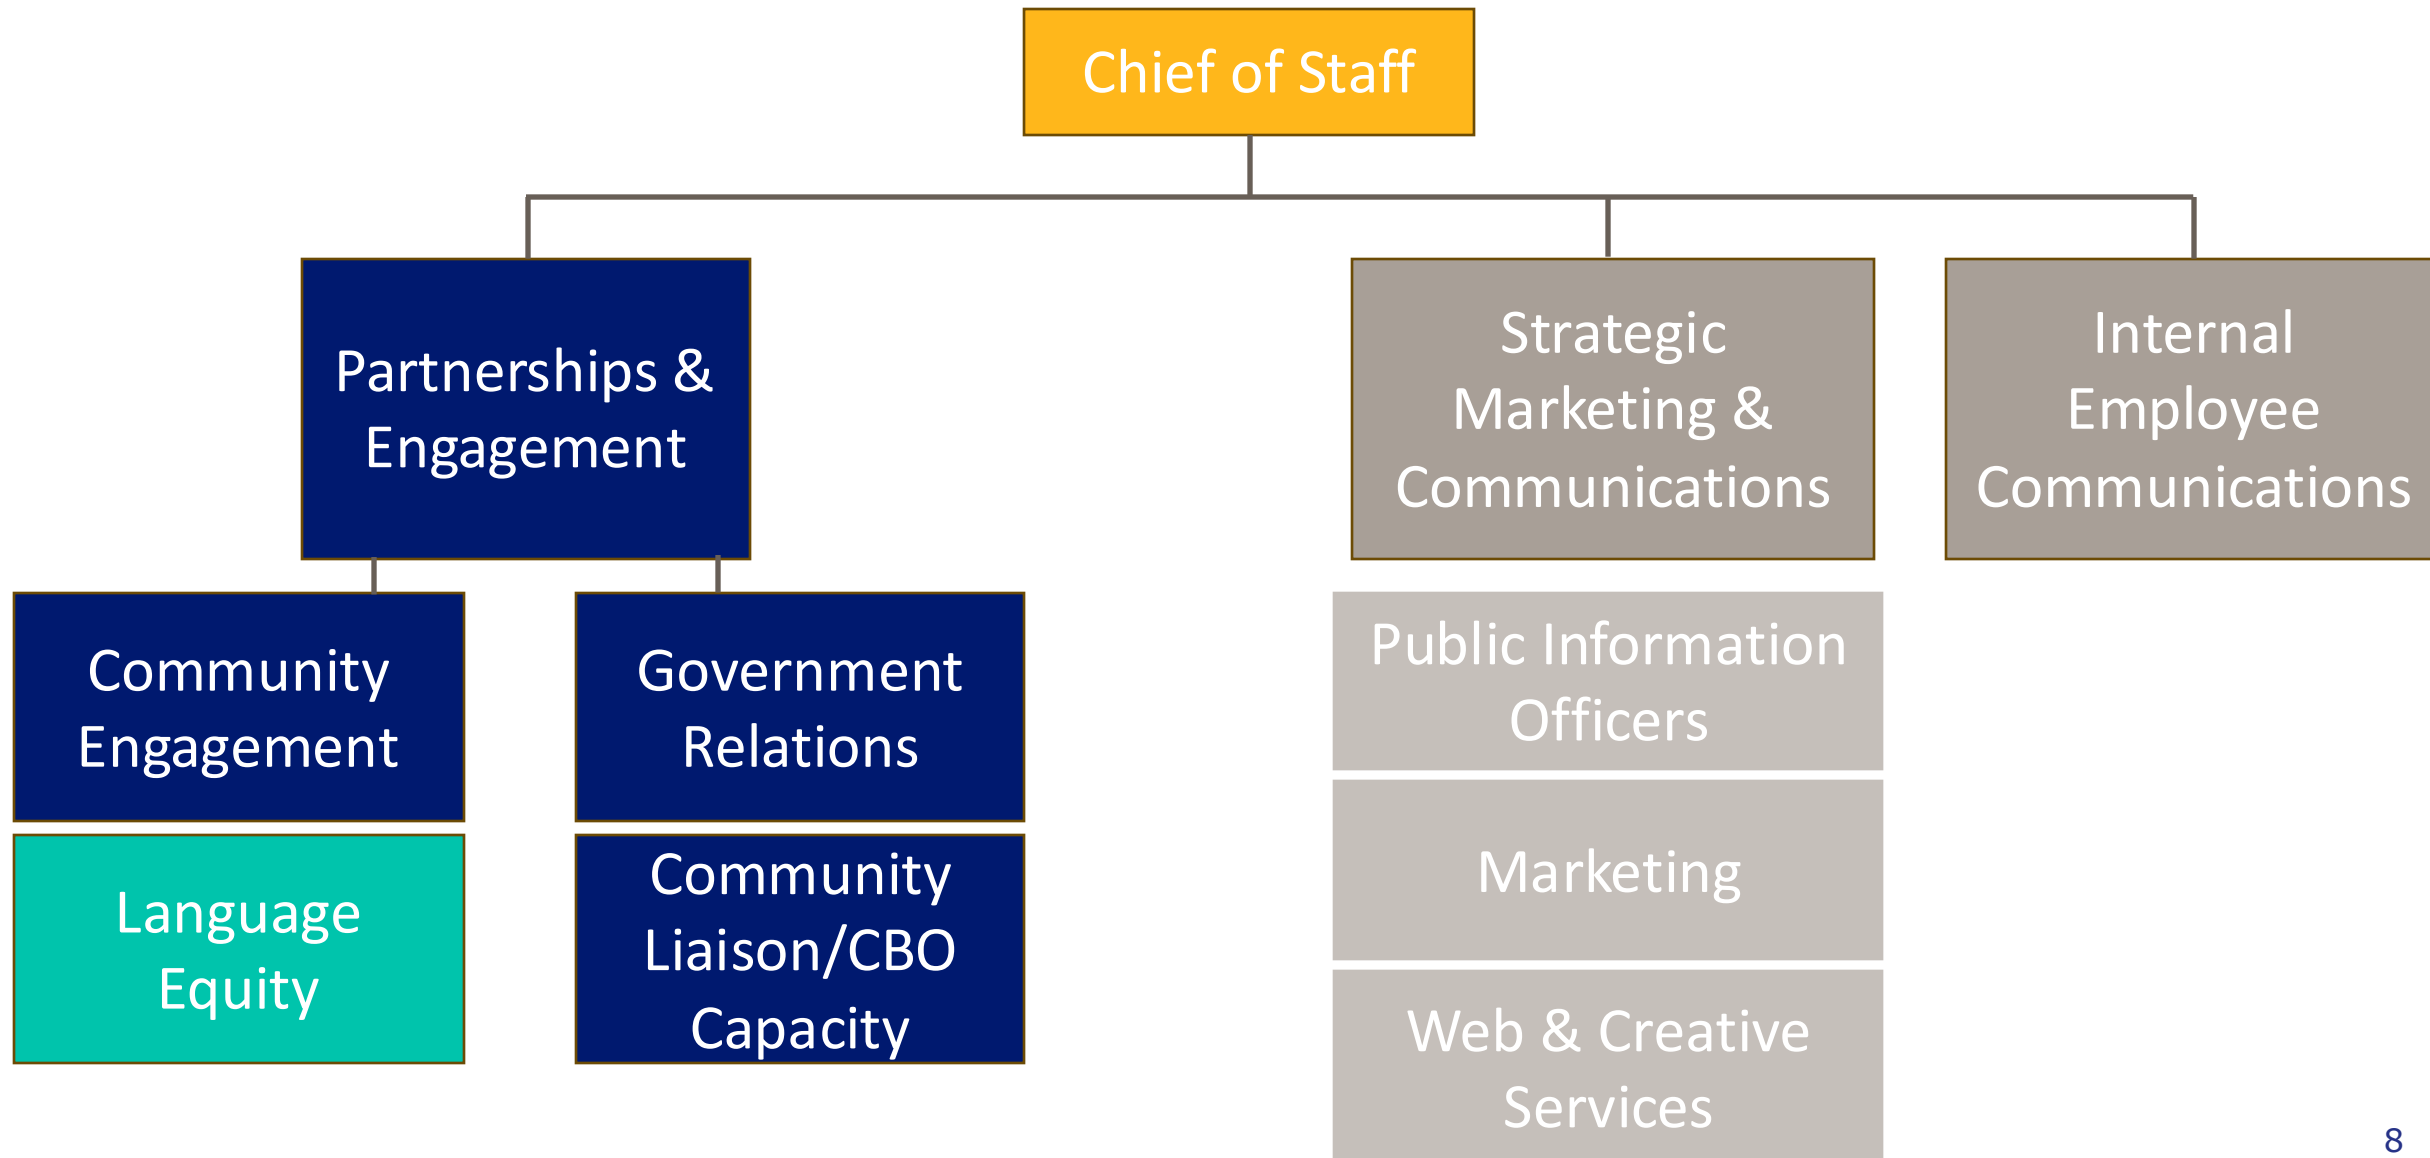 Chief of Staff
Partnerships &
Engagement
Strategic
Marketing &
Communications
Internal
Employee
Communications
Community
Engagement
Government
Relations
Public Information
Officers
Language
Equity
Community
Liaison/CBO
Capacity
Marketing
Web & Creative
Services
8